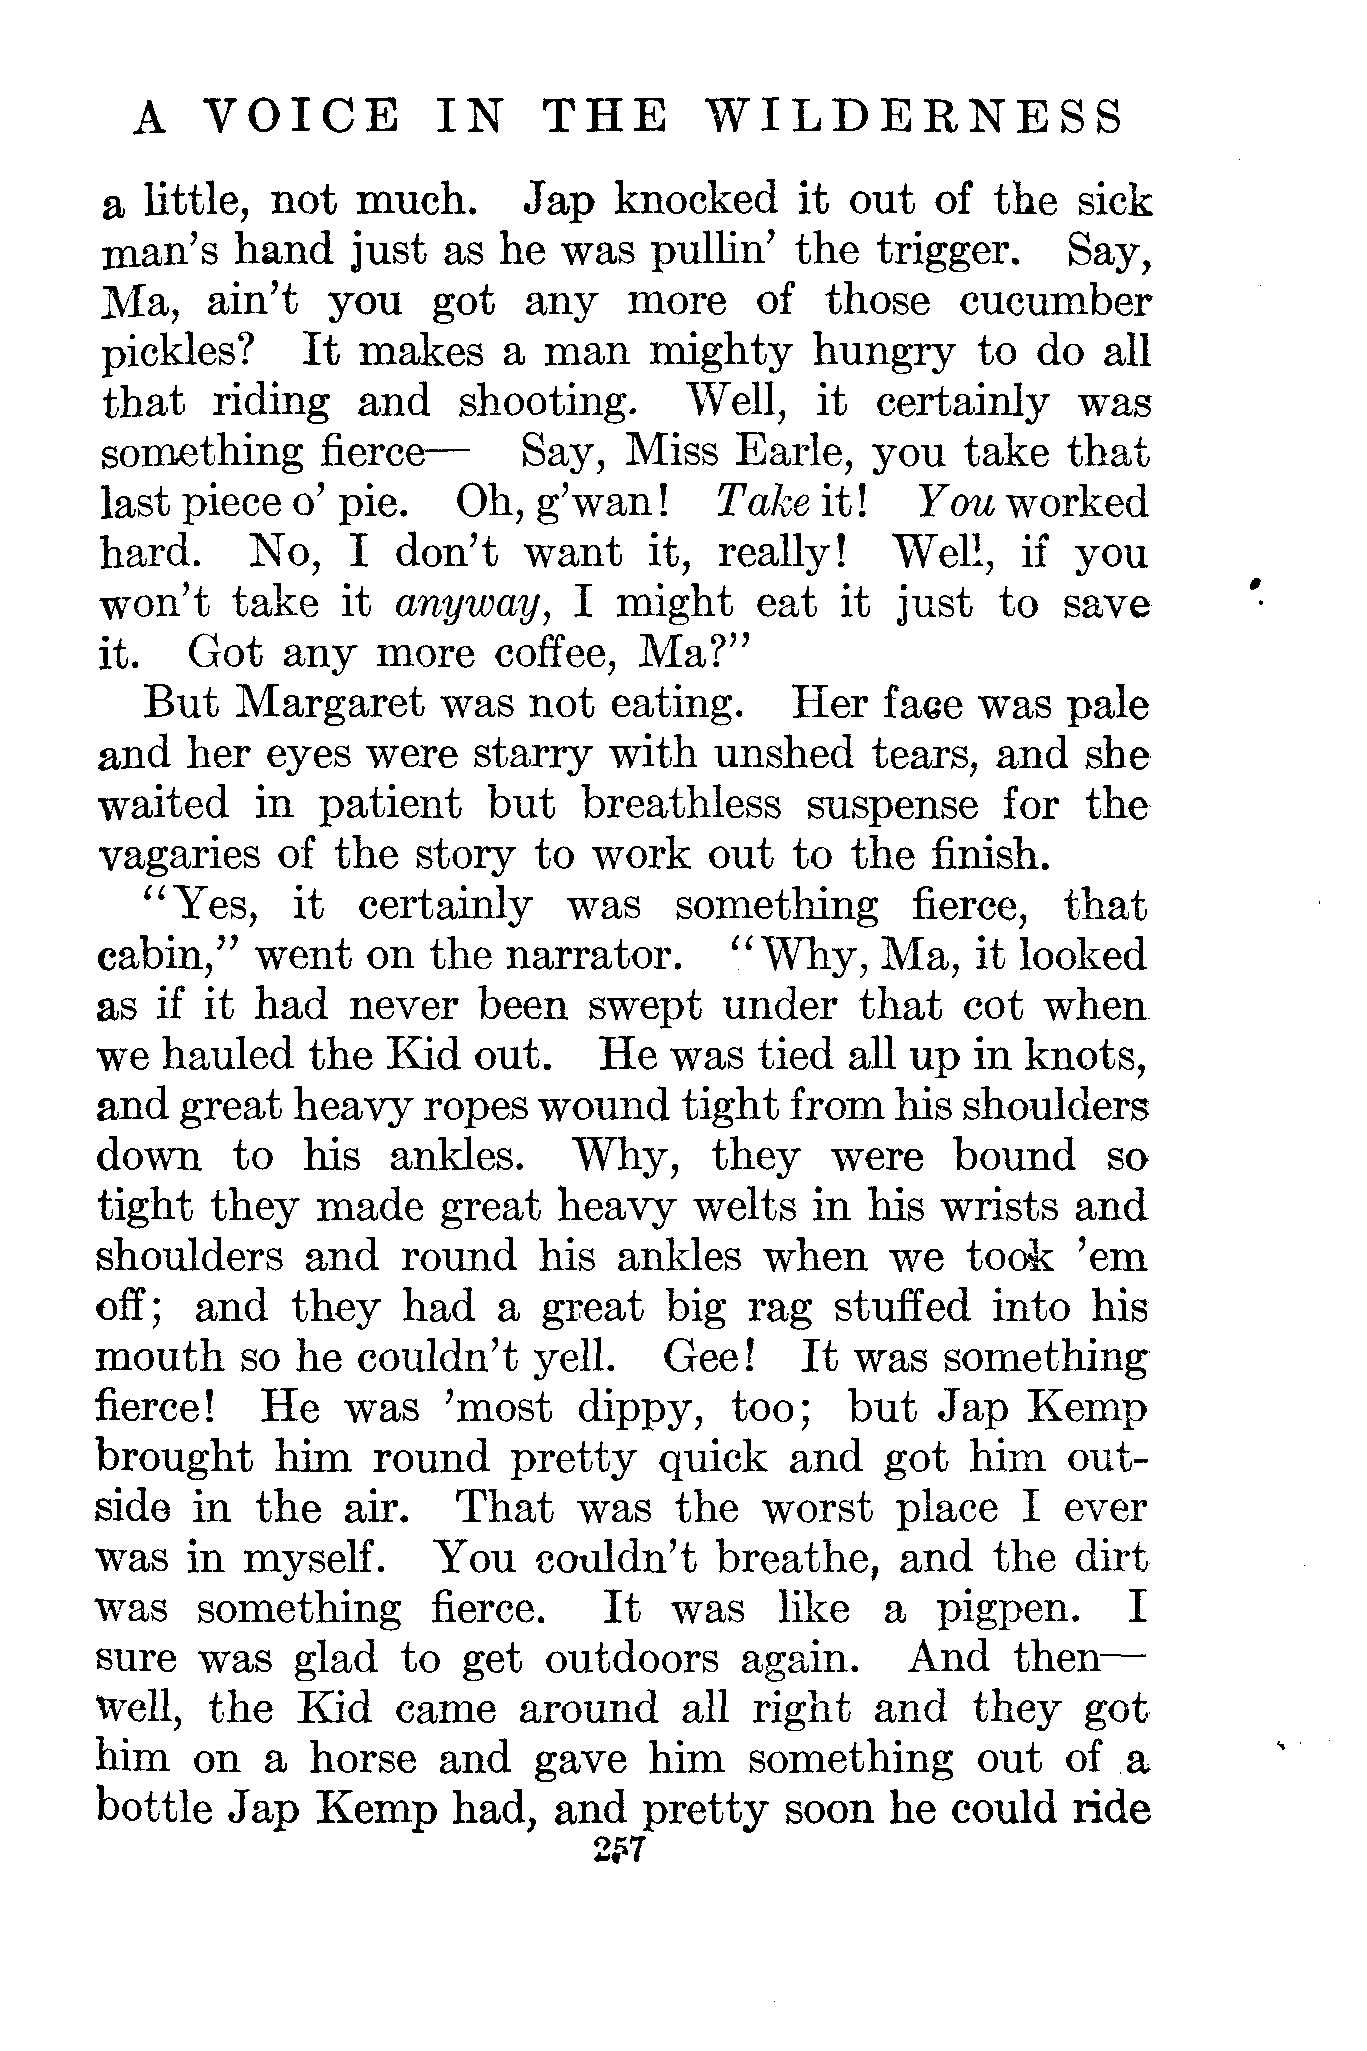 A VOICE IN THE WILDERNESS
a little, not much. Jap knocked it out of the sick
man's hand just as he was pullin' the trigger. Say,
Ma, ain't you got any more of those cucumber
pickles? It makes a man mighty hungry to do all
that riding and shooting. Well, it certainly was
something fierce— Say, Miss Earle, you take that
last piece o' pie. Oh, g'wan! Take it! You worked
hard. No, I don't want it, really! Well, if you
won't take it anyway, I might eat it just to save
it. Got any more coffee, Ma?"
But Margaret was not eating. Her face was pale
and her eyes were starry with unshed tears, and she
waited in patient but breathless suspense for the
vagaries of the story to work out to the finish.
"Yes, it certainly was something fierce, that
cabin," went on the narrator. "Why, Ma, it looked
as if it had never been swept under that cot when
we hauled the Kid out. He was tied all up in knots,
and great heavy ropes wound tight from his shoulders
down to his ankles. Why, they were bound so
tight they made great heavy welts in his wrists and
shoulders and round his ankles when we took 'em
off; and they had a great big rag stuffed into his
mouth so he couldn't yell. Gee! It was something
fierce! He was 'most dippy, too; but Jap Kemp
brought him round pretty quick and got him out-
side in the air. That was the worst place I ever
was in myself. You couldn't breathe, and the dirt
was something fierce. It was like a pigpen. I
sure was glad to get outdoors again. And then—
well, the Kid came around all right and they got
him on a horse and gave him something out of a
bottle Jap Kemp had, and pretty soon he could ride
257